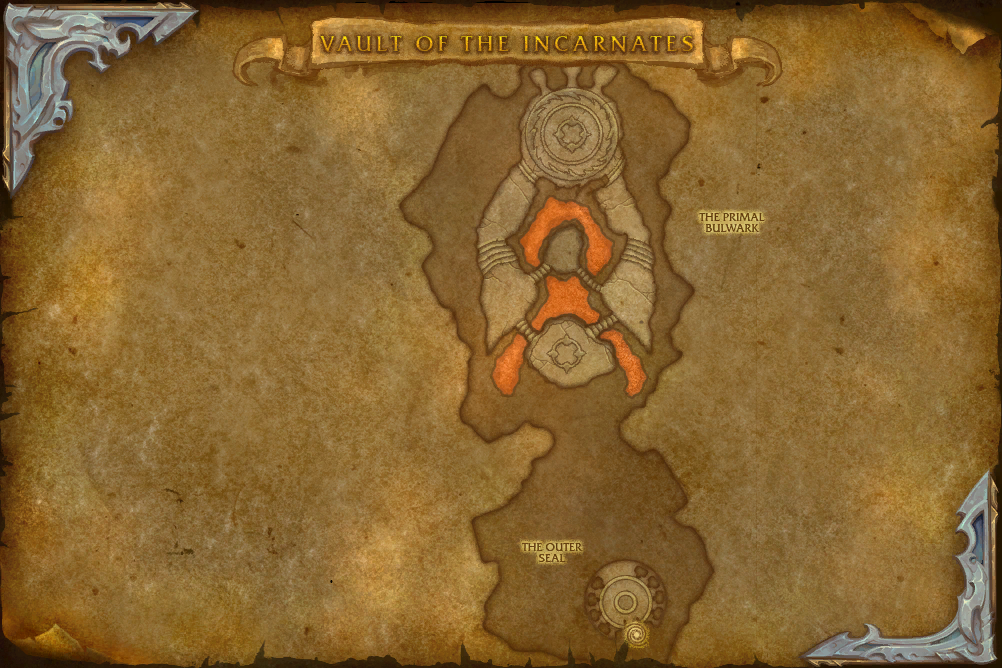 VAULT OF THE INCARNATES
THE PRIMAL
BULWARK
THE OUTER
SEAL